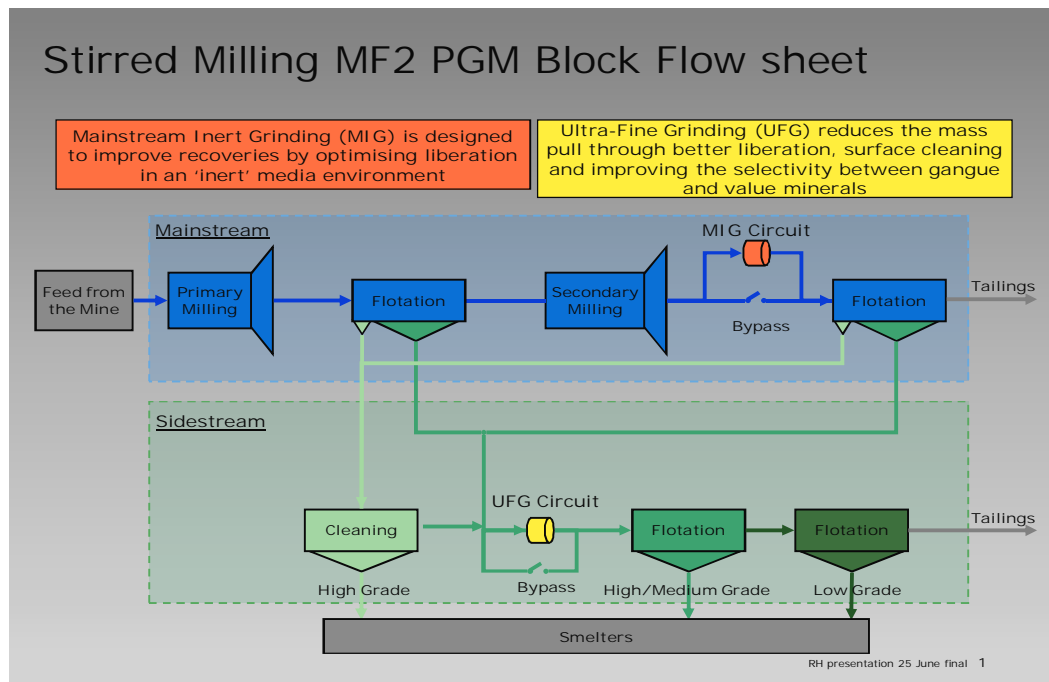 Stirred Milling MF2 PGM Block Flow sheet
Mainstream Inert Grinding (MIG) is designed
to improve recoveries by optimising liberation
in an 'inert' media environment
Ultra-Fine Grinding (UFG) reduces the mass
pull through better liberation, surface cleaning
and improving the selectivity between gangue
and value minerals
Mainstream
MIG Circuit
Feed from
the Mine
Primary
Milling
Flotation
Secondary
Milling
Bypass
Flotation
Tailings
Sidestream
UFG Circuit
Cleaning
Bypass
Flotation
Flotation
Tailings
High Grade
High/Medium Grade
Low Grade
Smelters
RH presentation 25 June final 1